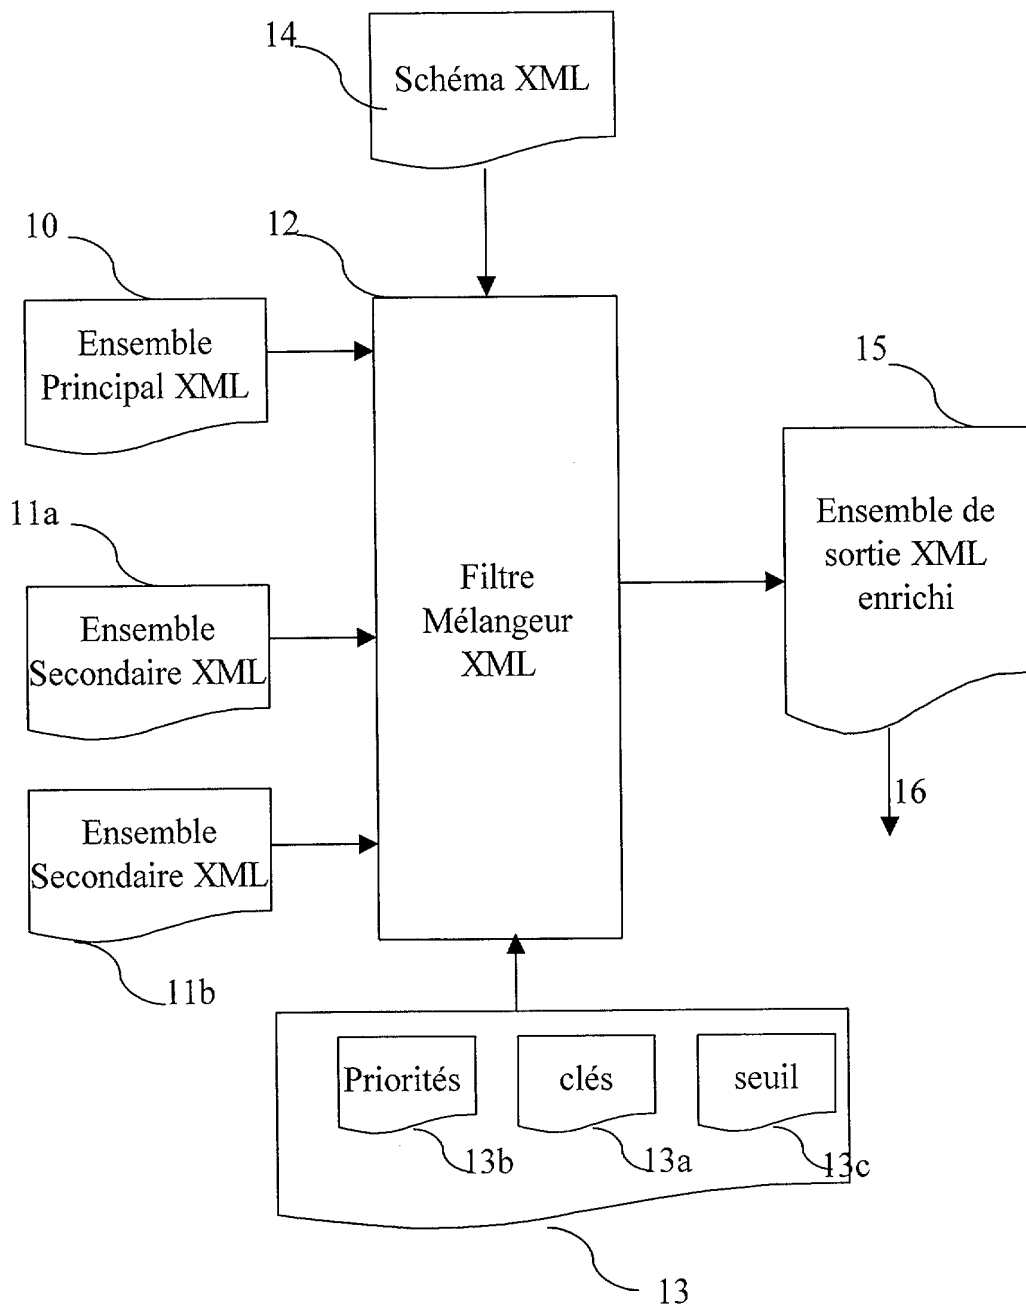 14
Schéma XML
10
12
Ensemble
Principal XML
15
11a
Ensemble de
sortie XML
enrichi
Filtre
Mélangeur
XML
Ensemble
Secondaire XML
16
Ensemble
Secondaire XML
11b
Priorités
clés
seuil
13b
13a
13c
13